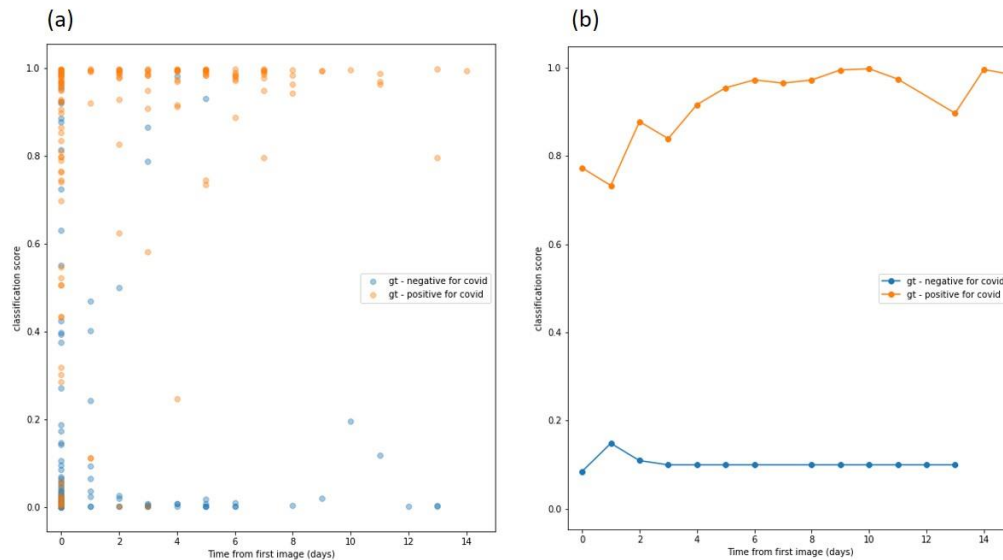 (a)
1.0
0.8
0.6
0.4
0.2
0.0
classification score
gt - negative for covid
gt - positive for covid
0 2 4 6 8 10 12 14
Time from first image (days)
(b)
1.0
0.8
0.6
0.4
0.2
0.0
classification score
gt - negative for covid
gt - positive for covid
0 2 4 6 8 10 12 14
Time from first image (days)